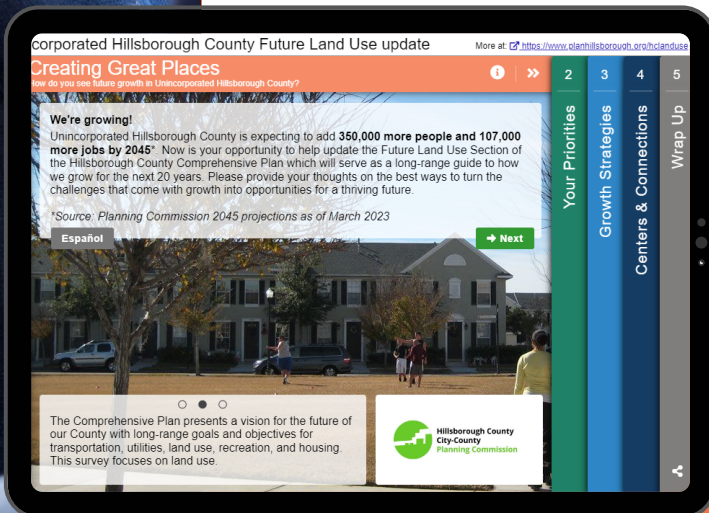 corporated Hillsborough County Future Land Use update
More at: https://www.planhillsborough.org/hclanduse
Creating Great Places
How do you see future growth in Unincorporated Hillsborough County?
We're growing!
Unincorporated Hillsborough County is expecting to add 350,000 more people and 107,000
more jobs by 2045*. Now is your opportunity to help update the Future Land Use Section of
the Hillsborough County Comprehensive Plan which will serve as a long-range guide to how
we grow for the next 20 years. Please provide your thoughts on the best ways to turn the
challenges that come with growth into opportunities for a thriving future.
*Source: Planning Commission 2045 projections as of March 2023
Español
→ Next
The Comprehensive Plan presents a vision for the future of
our County with long-range goals and objectives for
transportation, utilities, land use, recreation, and housing.
This survey focuses on land use.
Hillsborough County
City-County
Planning Commission
2
Your Priorities
3
Growth Strategies
4
Centers & Connections
5
Wrap Up